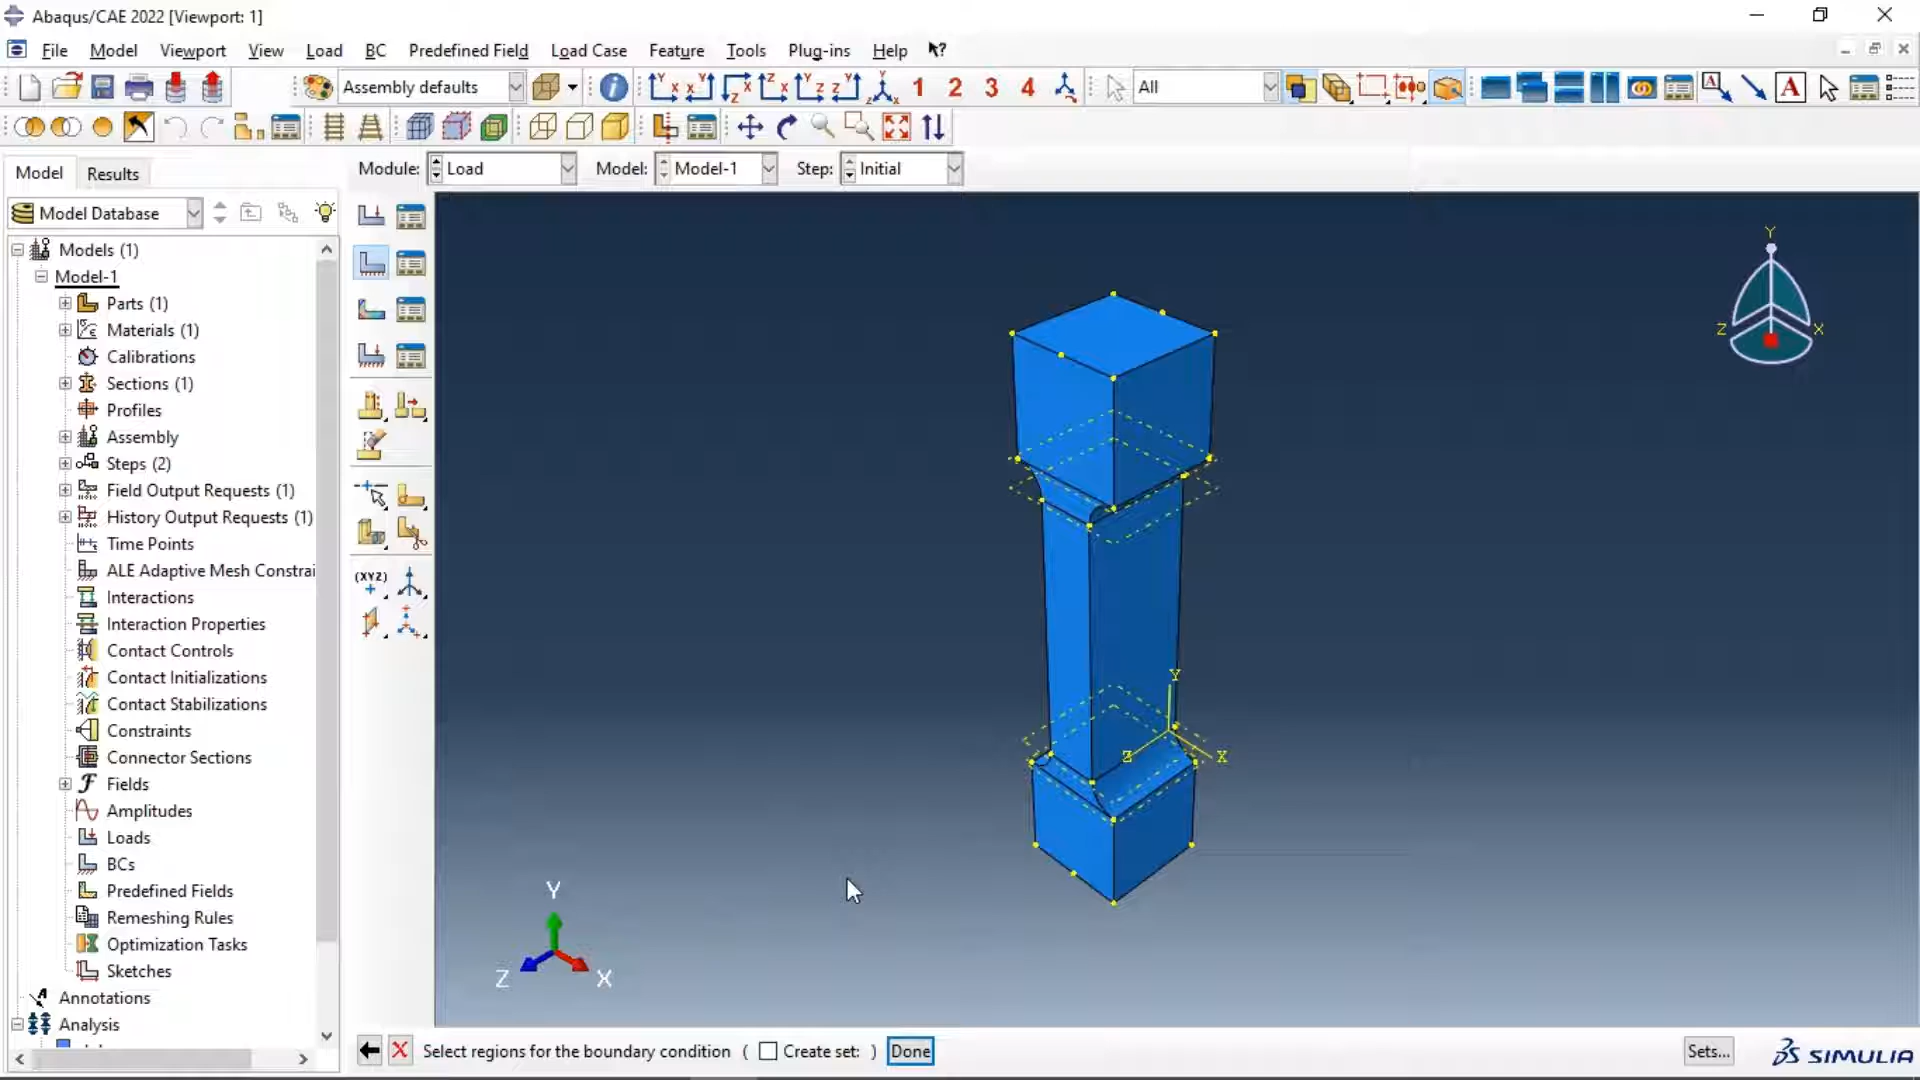 Abaqus/CAE 2022 [Viewport: 1]
File Model Viewport View Load BC Predefined Field Load Case Feature Tools Plug-ins Help
Assembly defaults
1 2 3 4
All
A
Model Results
Module: Load Model: Model-1 Step: Initial
Model Database
Models (1)
Model-1
Parts (1)
Materials (1)
Calibrations
Sections (1)
Profiles
Assembly
Steps (2)
Field Output Requests (1)
History Output Requests (1)
Time Points
ALE Adaptive Mesh Constrai
Interactions
Interaction Properties
Contact Controls
Contact Initializations
Contact Stabilizations
Constraints
Connector Sections
Fields
Amplitudes
Loads
BCs
Predefined Fields
Remeshing Rules
Optimization Tasks
Sketches
Annotations
Analysis
(XYZ)
Y
Z X
Y
Z X
Y
Z X
Select regions for the boundary condition ( Create set: ) Done
Sets...
SIMULIA